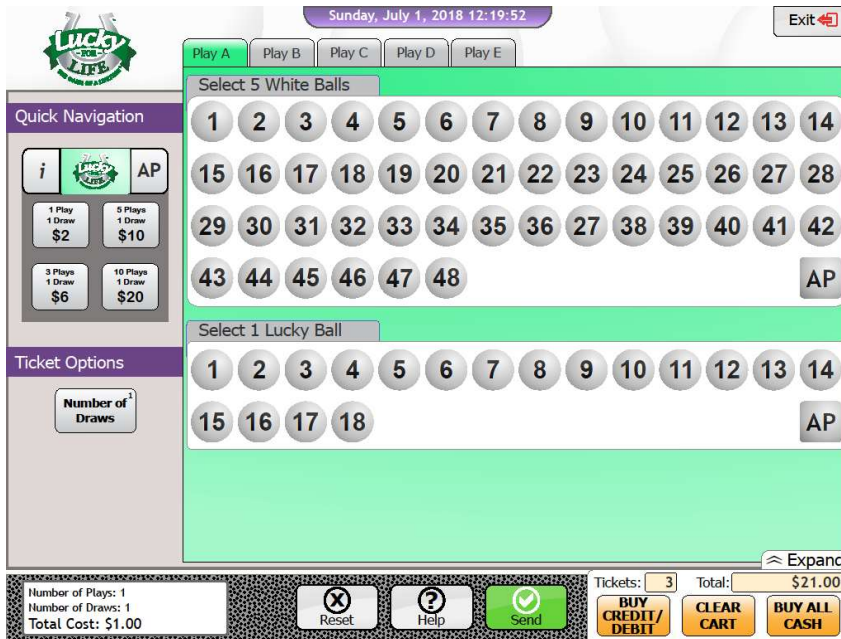 Sunday, July 1, 2018 12:19:52
Exit
LUCKY
FOR
LIFE
Play A
Play B
Play C
Play D
Play E
Select 5 White Balls
1 2 3 4 5 6 7 8 9 10 11 12 13 14
15 16 17 18 19 20 21 22 23 24 25 26 27 28
29 30 31 32 33 34 35 36 27 38 39 40 41 42
43 44 45 46 47 48 AP
Select 1 Lucky Ball
1 2 3 4 5 6 7 8 9 10 11 12 13 14
15 16 17 18 AP
Quick Navigation
i LUCKY LIFE AP
1 Play
1 Draw
$2
5 Plays
1 Draw
$10
3 Plays
1 Draw
$6
10 Plays
1 Draw
$20
Ticket Options
Number of 1
Draws
Expand
Number of Plays: 1
Number of Draws: 1
Total Cost: $1.00
Reset
Help
Send
Tickets: 3 Total: $21.00
BUY
CREDIT/
DEBIT
CLEAR
CART
BUY ALL
CASH